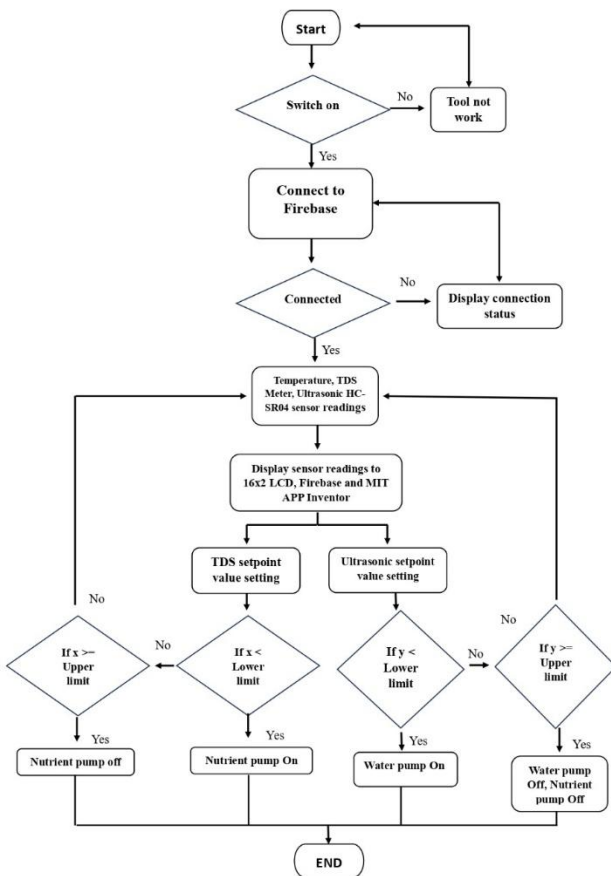 Start
Switch on
No
Tool not
work
Yes
Connect to
Firebase
Connected
No
Display connection
status
Yes
Temperature, TDS
Meter, Ultrasonic HC-
SR04 sensor readings
Display sensor readings to
16x2 LCD, Firebase and MIT
APP Inventor
TDS setpoint
value setting
Ultrasonic setpoint
value setting
No
If x >=
Upper
limit
No
If x <
Lower
limit
If y <
Lower
limit
No
No
If y >=
Upper
limit
Yes
Yes
Yes
Yes
Nutrient pump off
Nutrient pump On
Water pump On
Water pump
Off, Nutrient
pump Off
END